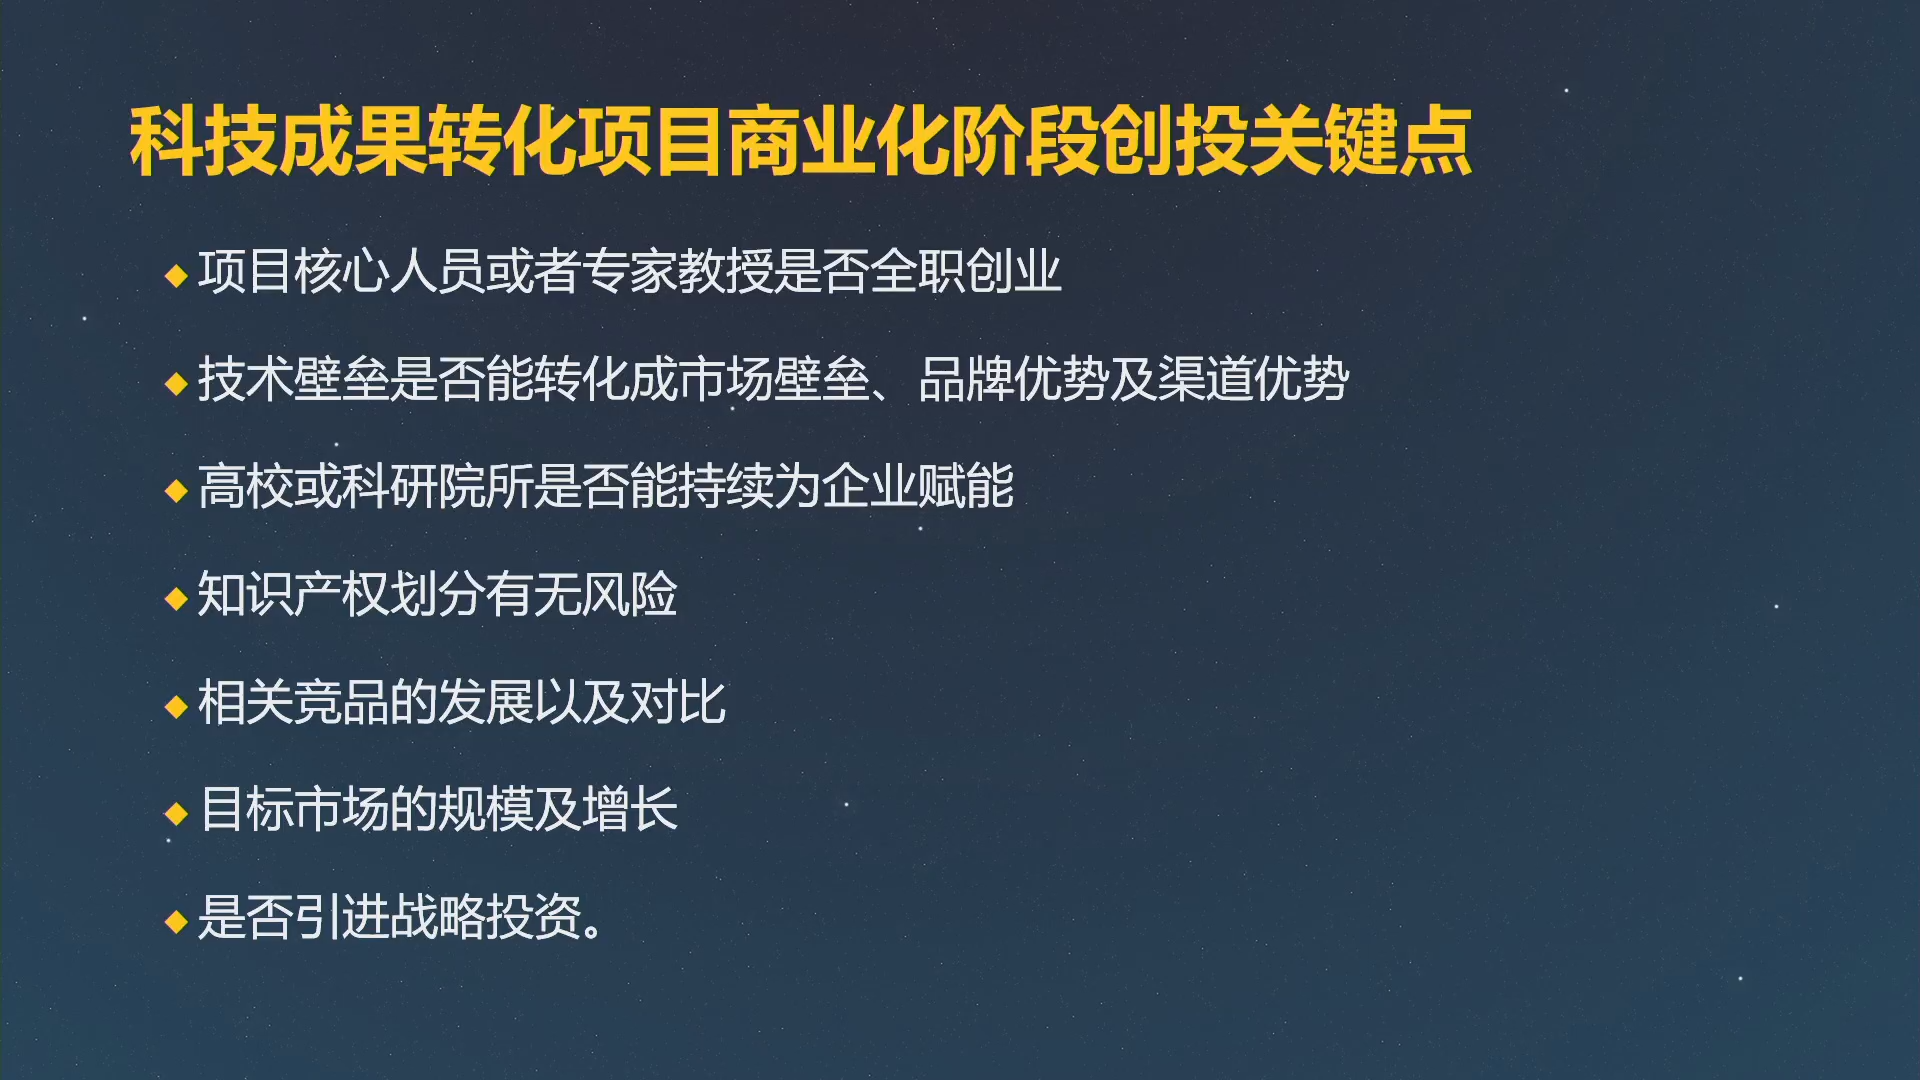 科技成果转化项目商业化阶段创投关键点
◆项目核心人员或者专家教授是否全职创业
◆技术壁垒是否能转化成市场壁垒、品牌优势及渠道优势
◆高校或科研院所是否能持续为企业赋能
◆知识产权划分有无风险
◆相关竞品的发展以及对比
◆目标市场的规模及增长
◆是否引进战略投资。